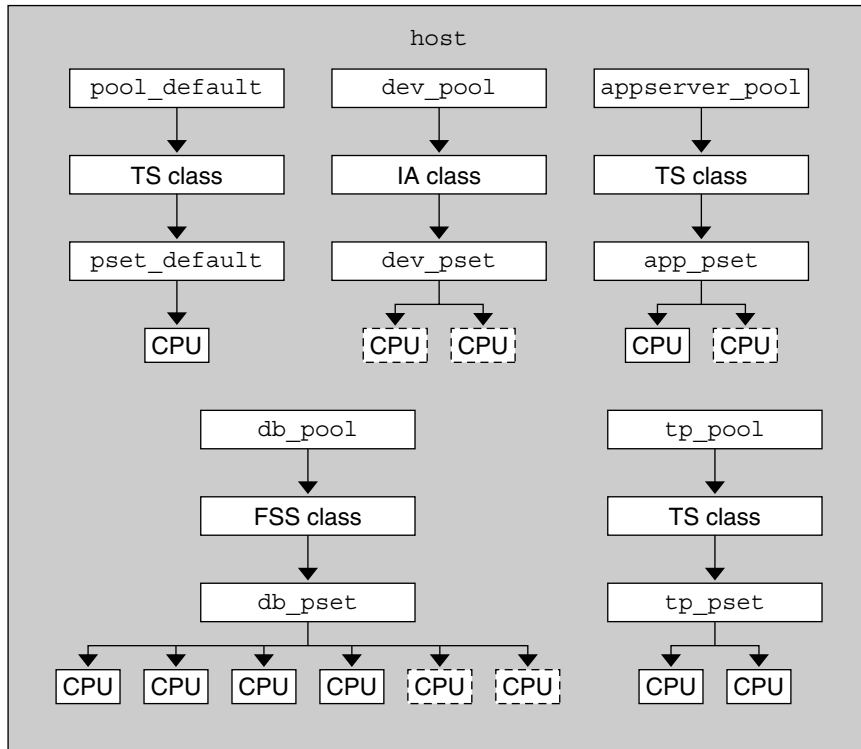 host
pool_default
dev_pool
appserver_pool
TS class
IA class
TS class
pset_default
dev_pset
app_pset
CPU
CPU
CPU
CPU
CPU
db_pool
tp_pool
FSS class
TS class
db_pset
tp_pset
CPU
CPU
CPU
CPU
CPU
CPU
CPU
CPU